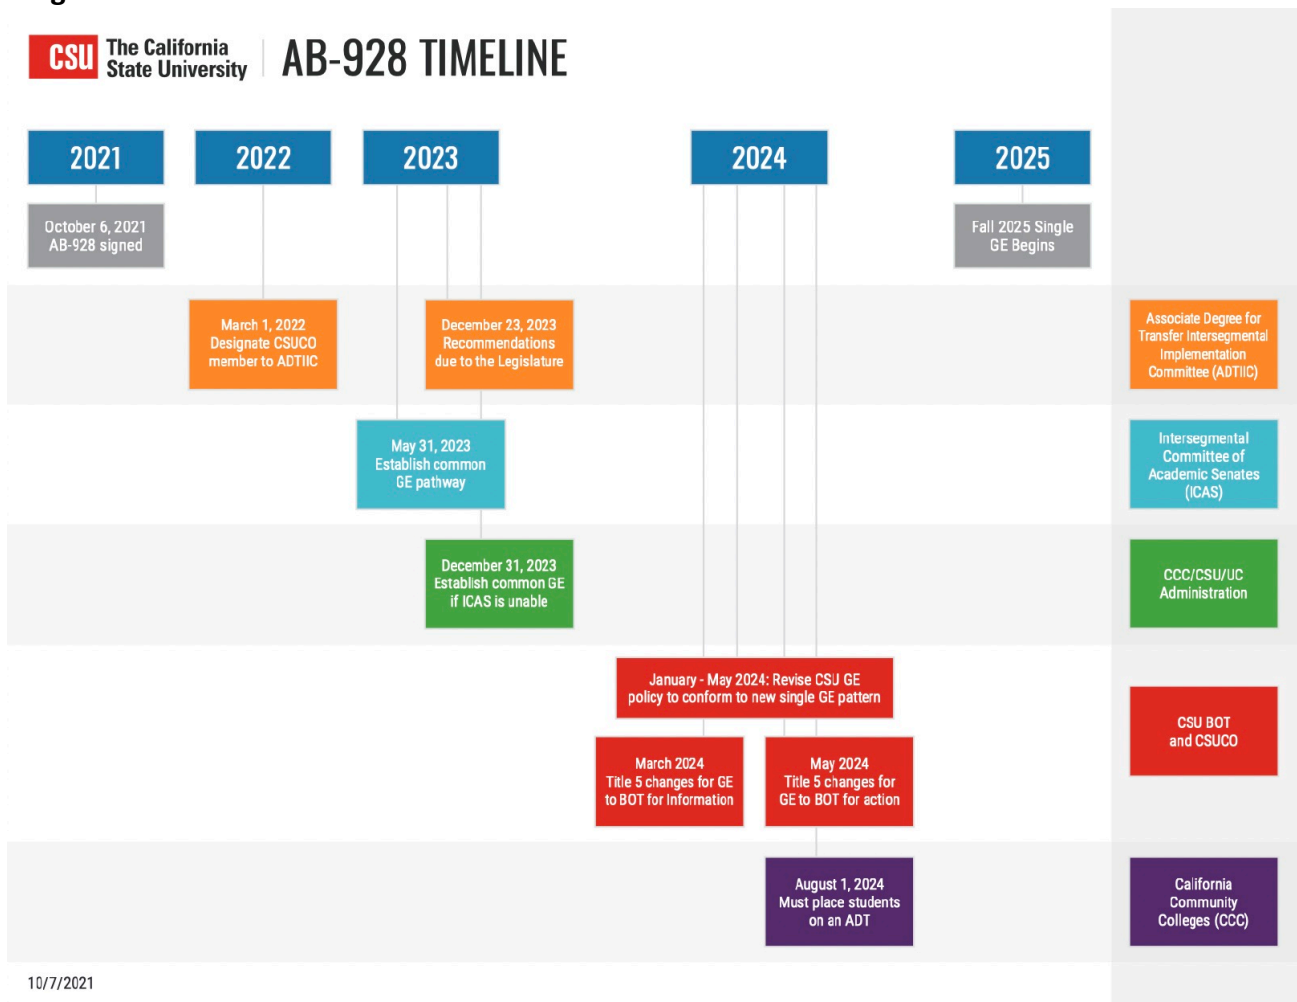 CSU The California
State University
AB-928 TIMELINE
2021
2022
2023
2024
2025
October 6, 2021
AB-928 signed
Fall 2025 Single
GE Begins
March 1, 2022
Designate CSUCO
member to ADTIIC
December 23, 2023
Recommendations
due to the Legislature
Associate Degree for
Transfer Intersegmental
Implementation
Committee (ADTIIC)
May 31, 2023
Establish common
GE pathway
Intersegmental
Committee of
Academic Senates
(ICAS)
December 31, 2023
Establish common GE
if ICAS is unable
CCC/CSU/UC
Administration
January - May 2024: Revise CSU GE
policy to conform to new single GE pattern
March 2024
Title 5 changes for GE
to BOT for Information
May 2024
Title 5 changes for
GE to BOT for action
CSU BOT
and CSUCO
August 1, 2024
Must place students
on an ADT
California
Community
Colleges (CCC)
10/7/2021